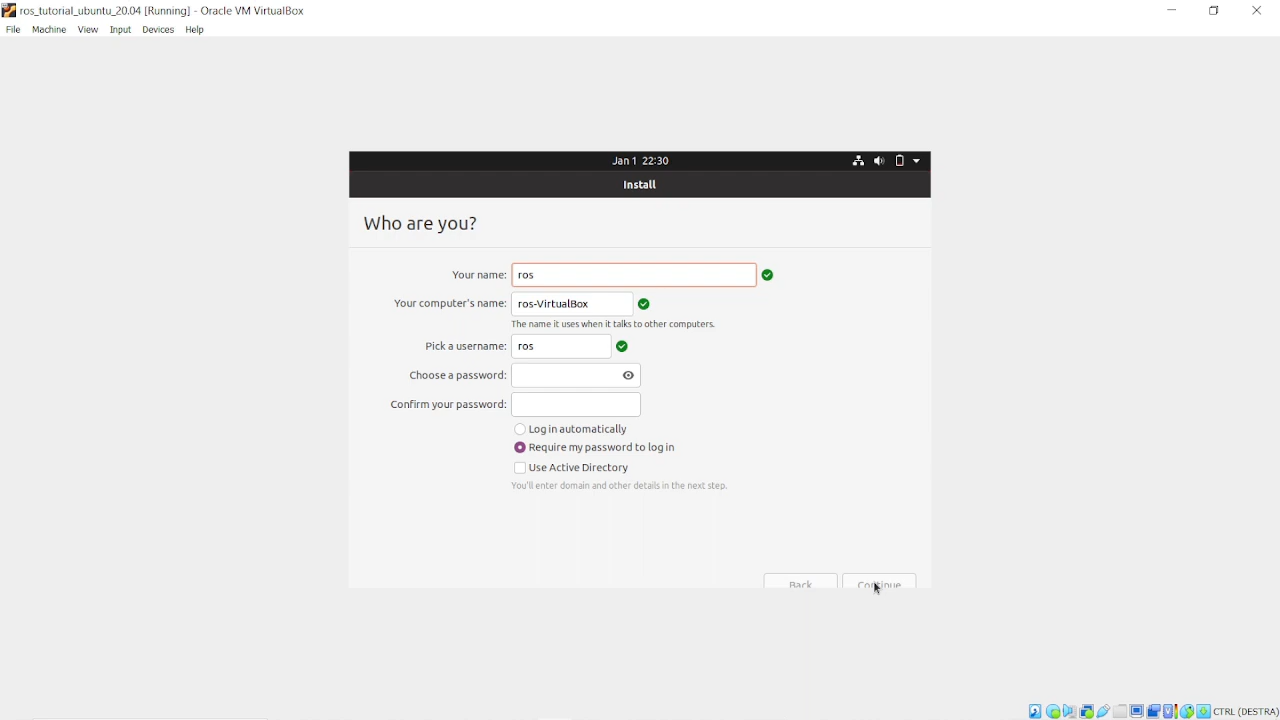 ros_tutorial_ubuntu_20.04 [Running] - Oracle VM VirtualBox
File Machine View Input Devices Help
Jan 1 22:30
Install
Who are you?
Your name: ros
Your computer's name: ros-VirtualBox
The name it uses when it talks to other computers.
Pick a username: ros
Choose a password:
Confirm your password:
Log in automatically
Require my password to log in
Use Active Directory
You'll enter domain and other details in the next step.
Back Continue
CTRL (DESTRA)